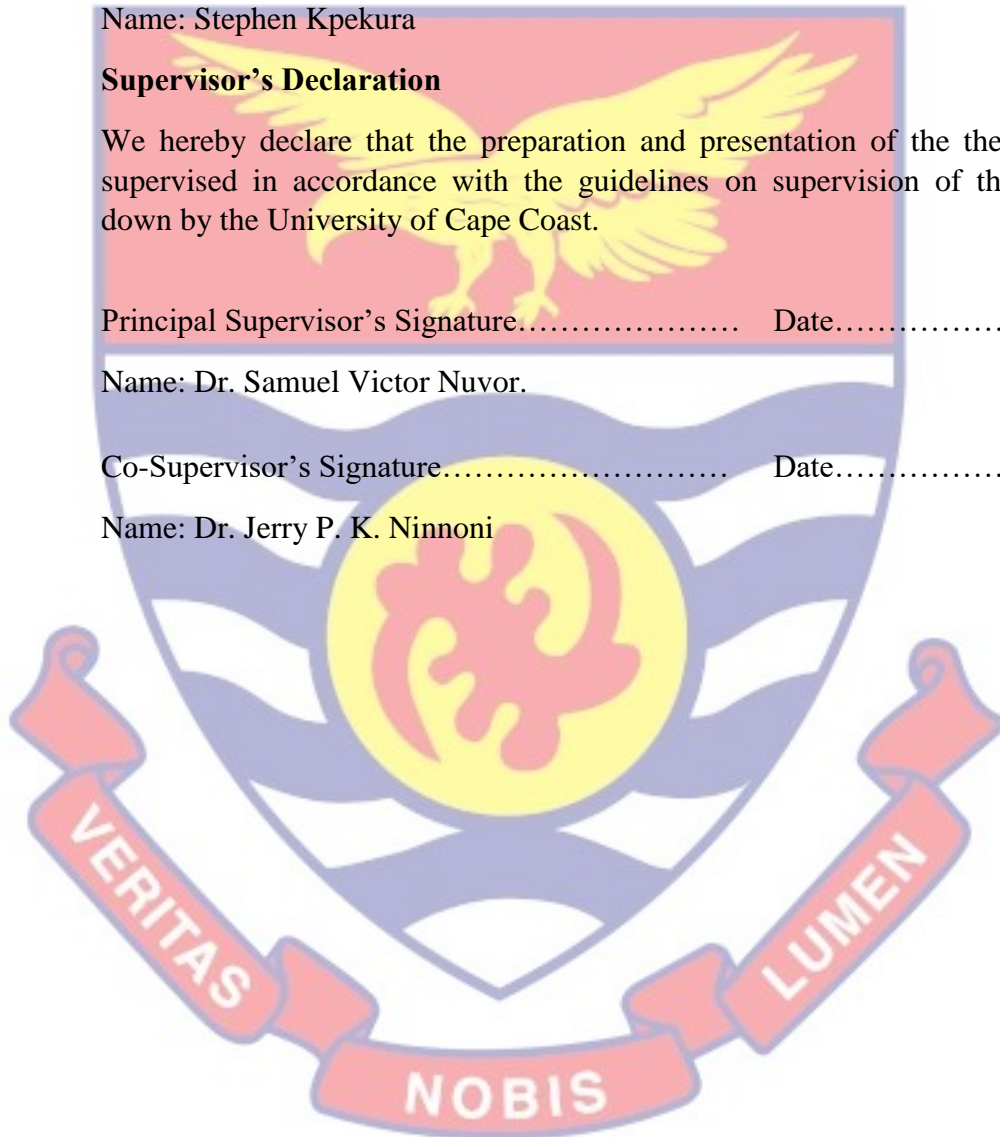 Name: Stephen Kpekura
Supervisor’s Declaration
We hereby declare that the preparation and presentation of the the
supervised in accordance with the guidelines on supervision of th
down by the University of Cape Coast.
Principal Supervisor’s Signature………………… Date……………
Name: Dr. Samuel Victor Nuvor.
Co-Supervisor’s Signature……………………… Date……………
Name: Dr. Jerry P. K. Ninnoni
VERITAS
NOBIS
LUMEN